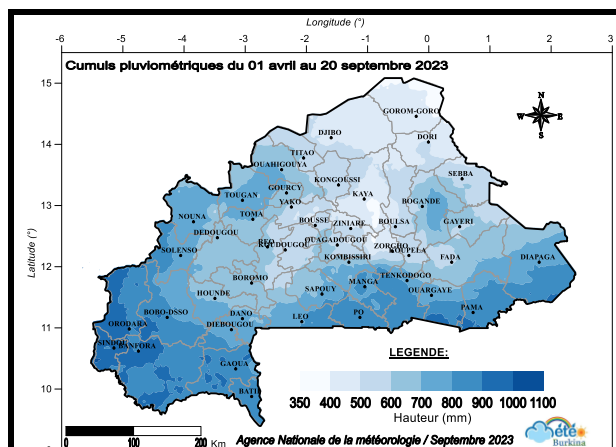 Longitude (°)
-6 -5 -4 -3 -2 -1 0 1 2 3
Cumuls pluviométriques du 01 avril au 20 septembre 2023
15
14
13
12
11
10
Latitude (°)
N
W E
S
GOROM-GORO
DJIBO
DORI
TITAO
OUAHIGOUYA
SEBBA
KONGOUSSI
TOUGAN
GOURCY
KAYA
YAKO
BOGANDE
NOUNA
TOMA
BOUSSE
ZINIARE
BOULSA
GAYERI
DEDOUGOU
REO
KOUDOUGOU
OUAGADOUGOU
ZORGHO
KOUPELA
SOLENSO
KOMBISSIRI
FADA
DIAPAGA
BOROMO
MANGA
TENKODOGO
HOUNDE
SAPOUY
OUARGAYE
BOBO-DSSO
DANO
LEO
PO
PAMA
ORODARA
DIEBOUGOU
SINDOU
BANFORA
GAOUA
BATIE
LEGENDE:
350 400 500 600 700 800 900 1000 1100
Hauteur (mm)
0 100 200
Km
Agence Nationale de la météorologie / Septembre 2023
météo
Burkina